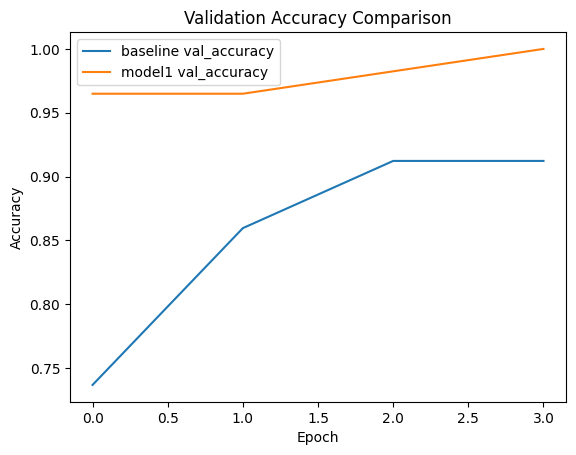 Validation Accuracy Comparison
baseline val_accuracy
model1 val_accuracy
1.00
0.95
0.90
0.85
0.80
0.75
Accuracy
0.0 0.5 1.0 1.5 2.0 2.5 3.0
Epoch